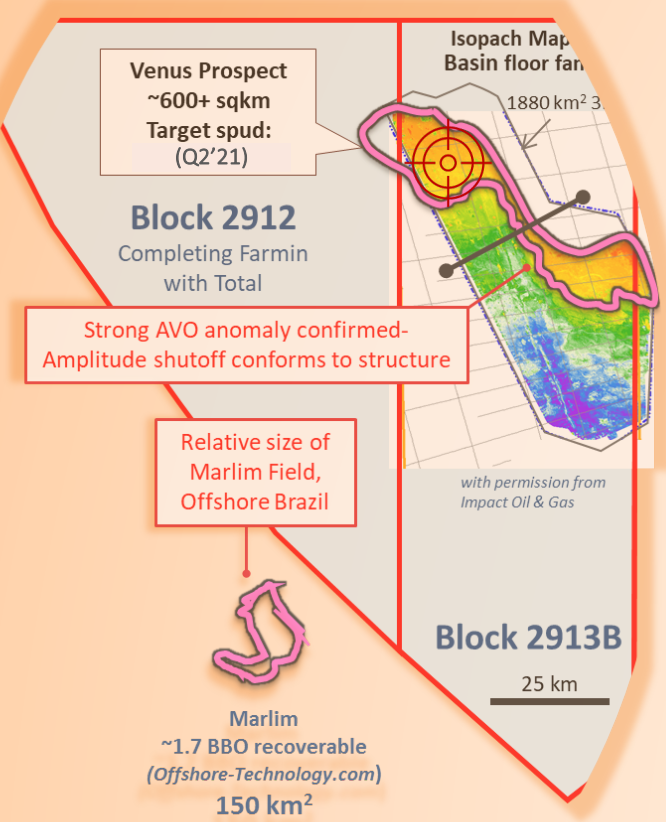 Isopach Map
Basin floor fan
1880 km² 3
Venus Prospect
~600+ sqkm
Target spud:
(Q2'21)
Block 2912
Completing Farmin
with Total
Strong AVO anomaly confirmed-
Amplitude shutoff conforms to structure
Relative size of
Marlim Field,
Offshore Brazil
with permission from
Impact Oil & Gas
Block 2913B
25 km
Marlim
~1.7 BBO recoverable
(Offshore-Technology.com)
150 km²